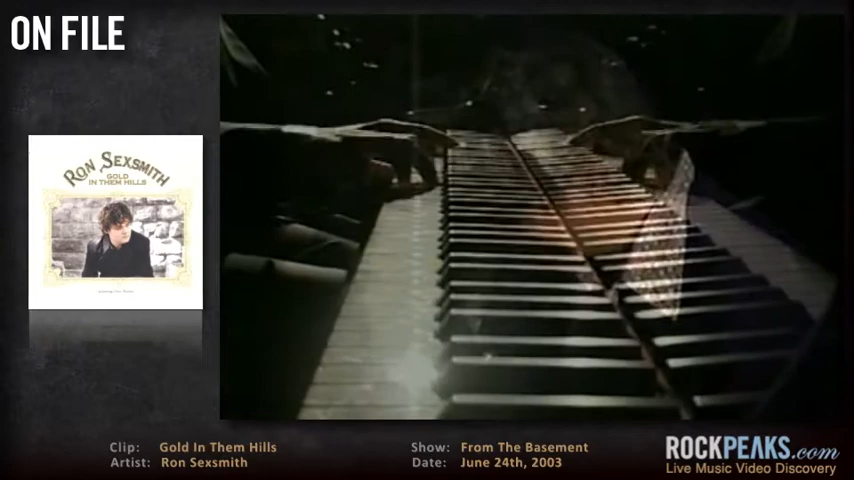 ON FILE
RON SEXSMITH
GOLD
IN THEM HILLS
Clip: Gold In Them Hills
Artist: Ron Sexsmith
Show: From The Basement
Date: June 24th, 2003
ROCKPEAKS.com
Live Music Video Discovery